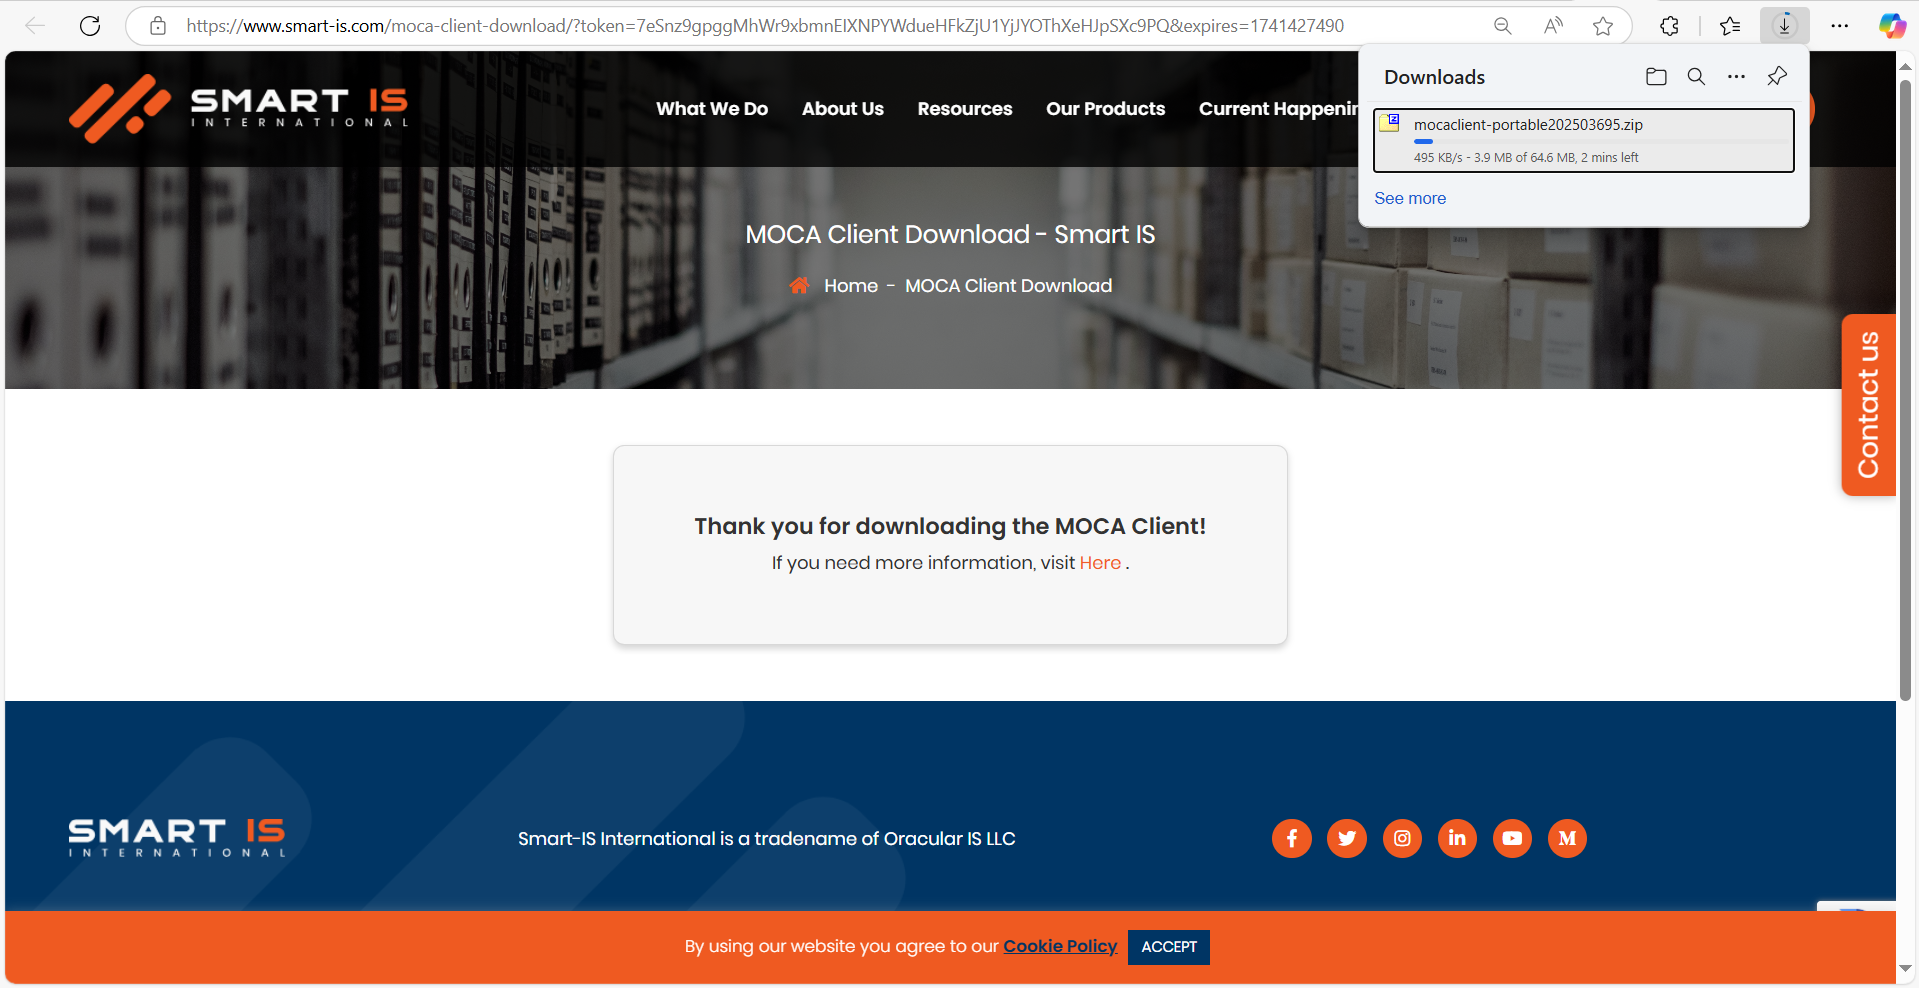 https://www.smart-is.com/moca-client-download/?token=7eSnz9gpggMhWr9xbmnEIXNPYWdueHFkZjU1YjJYOThXeHJpSXc9PQ&expires=1741427490
Downloads
mocaclient-portable202503695.zip
495 KB/s - 3.9 MB of 64.6 MB, 2 mins left
See more
SMART IS
INTERNATIONAL
What We Do
About Us
Resources
Our Products
Current Happenin
MOCA Client Download - Smart IS
Home - MOCA Client Download
Contact us
Thank you for downloading the MOCA Client!
If you need more information, visit Here .
SMART IS
INTERNATIONAL
Smart-IS International is a tradename of Oracular IS LLC
By using our website you agree to our Cookie Policy
ACCEPT